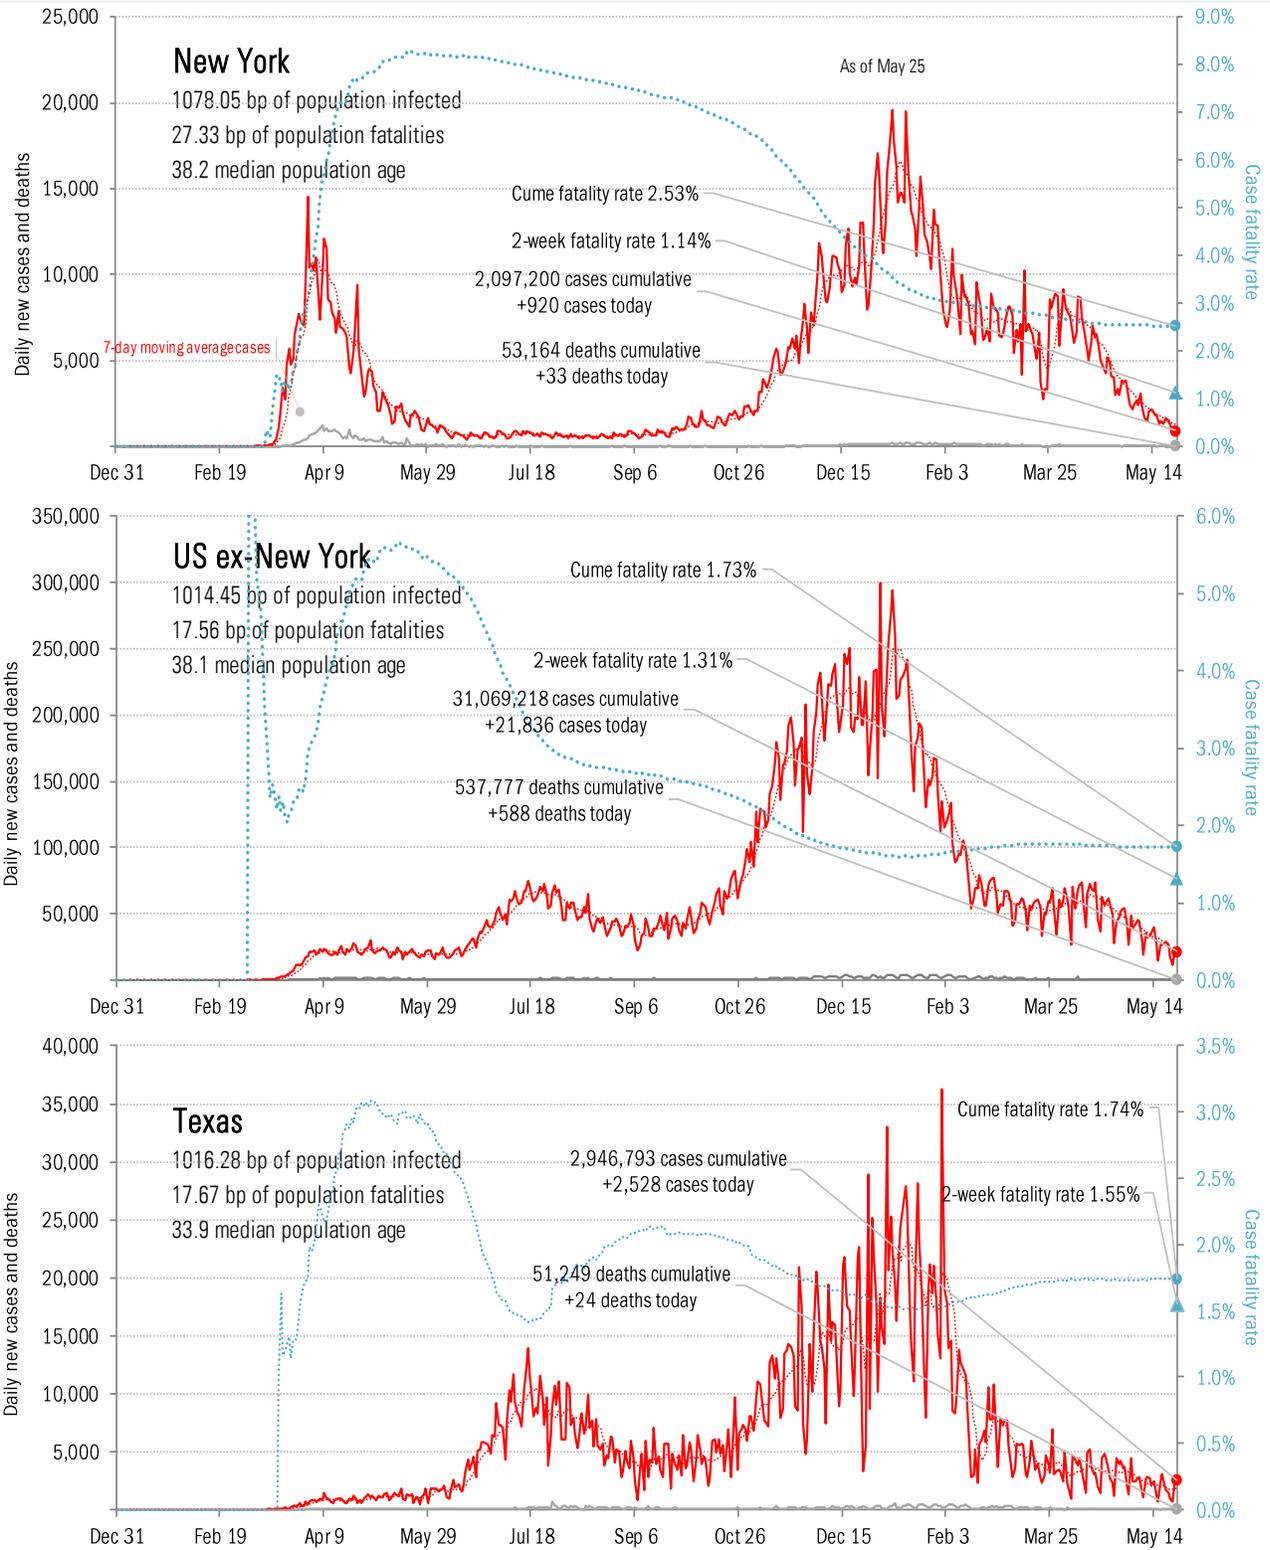 25,000
9.0%
New York
As of May 25
8.0%
1078.05 bp of population infected
20,000
7.0%
27.33 bp of population fatalities
38.2 median population age
6.0%
15,000
Cume fatality rate 2.53%
5.0%
2-week fatality rate 1.14%
4.0%
10,000
2,097,200 cases cumulative
+920 cases today
3.0%
7-day moving average cases
53,164 deaths cumulative
+33 deaths today
5,000
2.0%
1.0%
0.0%
Daily new cases and deaths
Case fatality rate
Dec 31 Feb 19 Apr 9 May 29 Jul 18 Sep 6 Oct 26 Dec 15 Feb 3 Mar 25 May 14
350,000
6.0%
US ex-New York
Cume fatality rate 1.73%
300,000
1014.45 bp of population infected
5.0%
17.56 bp of population fatalities
250,000
38.1 median population age
2-week fatality rate 1.31%
4.0%
31,069,218 cases cumulative
+21,836 cases today
200,000
3.0%
150,000
537,777 deaths cumulative
+588 deaths today
2.0%
100,000
50,000
1.0%
0.0%
Daily new cases and deaths
Case fatality rate
Dec 31 Feb 19 Apr 9 May 29 Jul 18 Sep 6 Oct 26 Dec 15 Feb 3 Mar 25 May 14
40,000
3.5%
35,000
Texas
Cume fatality rate 1.74%
3.0%
1016.28 bp of population infected
30,000
2,946,793 cases cumulative
+2,528 cases today
2.5%
17.67 bp of population fatalities
2-week fatality rate 1.55%
33.9 median population age
25,000
2.0%
20,000
51,249 deaths cumulative
+24 deaths today
1.5%
15,000
1.0%
10,000
5,000
0.5%
0.0%
Daily new cases and deaths
Case fatality rate
Dec 31 Feb 19 Apr 9 May 29 Jul 18 Sep 6 Oct 26 Dec 15 Feb 3 Mar 25 May 14